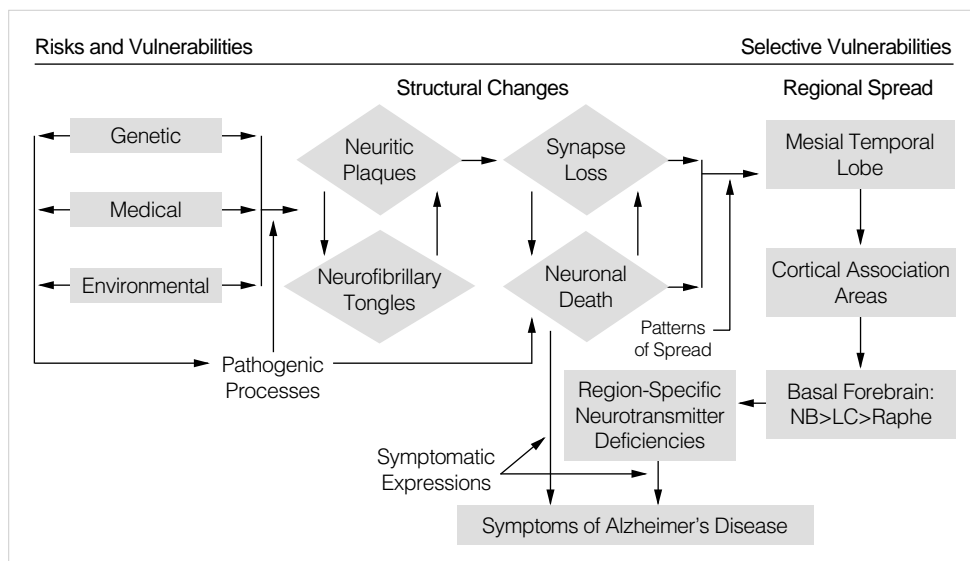 Risks and Vulnerabilities
Selective Vulnerabilities
Structural Changes
Regional Spread
Genetic
Medical
Environmental
Neuritic
Plaques
Synapse
Loss
Mesial Temporal
Lobe
Neurofibrillary
Tongles
Neuronal
Death
Cortical Association
Areas
Pathogenic
Processes
Patterns
of Spread
Region-Specific
Neurotransmitter
Deficiencies
Basal Forebrain:
NB>LC>Raphe
Symptomatic
Expressions
Symptoms of Alzheimer's Disease